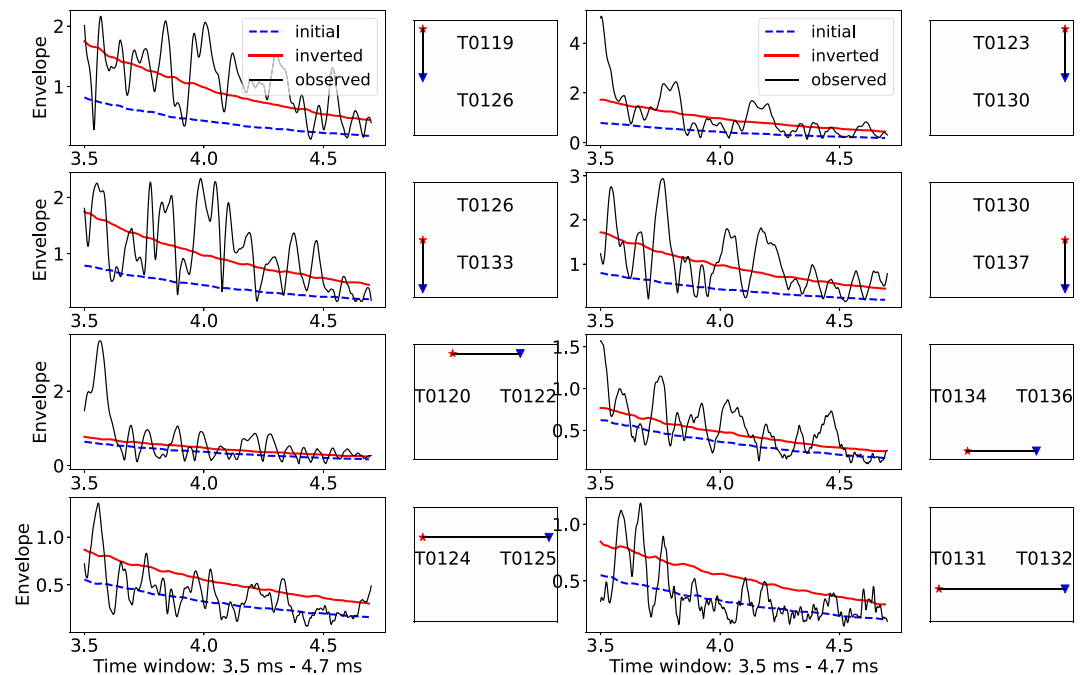 initial
inverted
observed
Envelope
2
1
3.5
4.0
4.5
T0119
T0126
initial
inverted
observed
4
2
0
3.5
4.0
4.5
T0123
T0130
Envelope
2
1
3.5
4.0
4.5
T0126
T0133
3
2
1
3.5
4.0
4.5
T0130
T0137
Envelope
2
0
3.5
4.0
4.5
T0120 T0122
1.5
1.0
0.5
3.5
4.0
4.5
T0134 T0136
Envelope
1.0
0.5
3.5
4.0
4.5
Time window: 3.5 ms - 4.7 ms
T0124 T0125
1.0
0.5
3.5
4.0
4.5
Time window: 3.5 ms - 4.7 ms
T0131 T0132